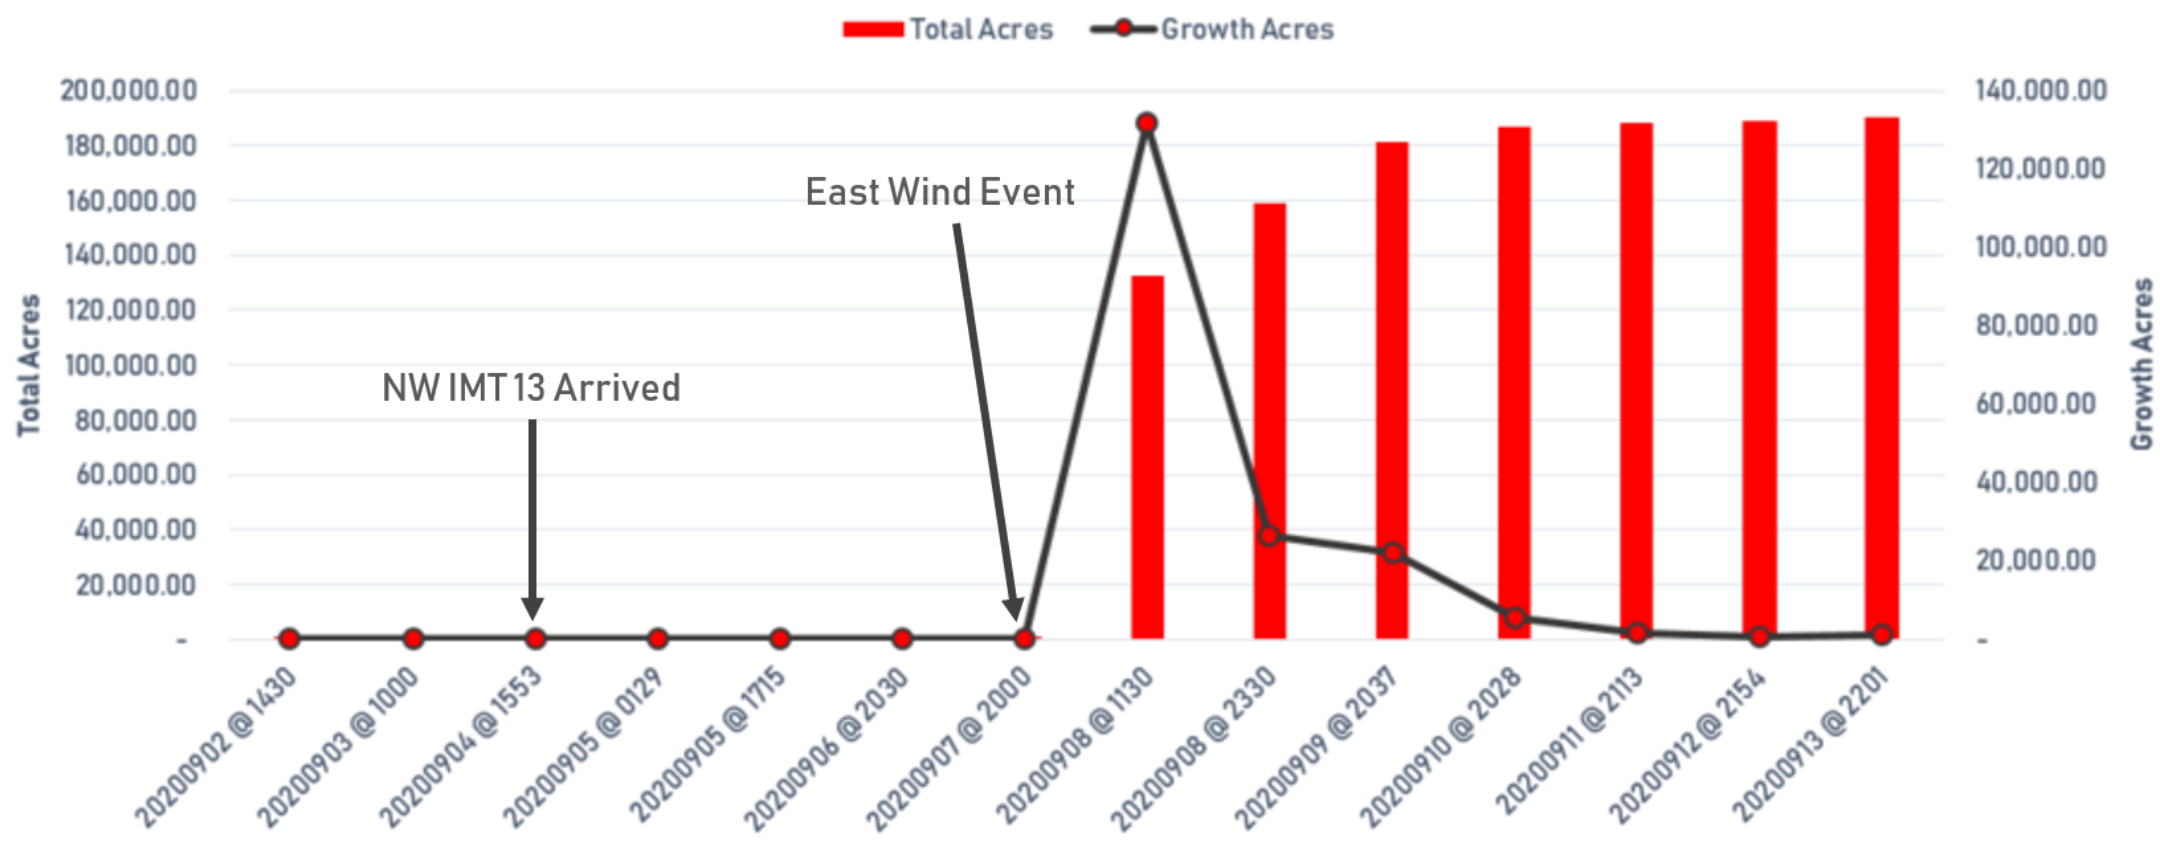 Total Acres Growth Acres
200,000.00 140,000.00
180,000.00 120,000.00
160,000.00 100,000.00
140,000.00 80,000.00
120,000.00 60,000.00
100,000.00 40,000.00
80,000.00 20,000.00
60,000.00 -
40,000.00
20,000.00
-
Total Acres
Growth Acres
East Wind Event
NW IMT 13 Arrived
20200902 @ 1430
20200903 @ 1000
20200904 @ 1553
20200905 @ 0129
20200905 @ 1715
20200906 @ 2030
20200907 @ 2000
20200908 @ 1130
20200908 @ 2330
20200909 @ 2037
20200910 @ 2028
20200911 @ 2113
20200912 @ 2154
20200913 @ 2201